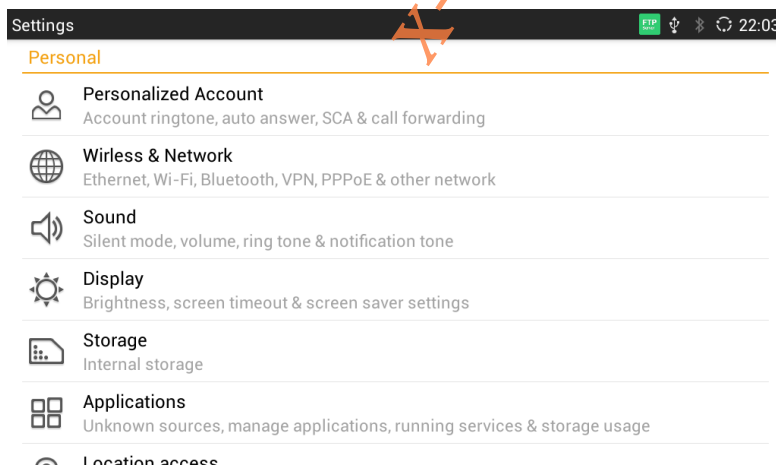 Settings
FTP
22:03
Personal
Personalized Account
Account ringtone, auto answer, SCA & call forwarding
Wirless & Network
Ethernet, Wi-Fi, Bluetooth, VPN, PPPoE & other network
Sound
Silent mode, volume, ring tone & notification tone
Display
Brightness, screen timeout & screen saver settings
Storage
Internal storage
Applications
Unknown sources, manage applications, running services & storage usage
Location access